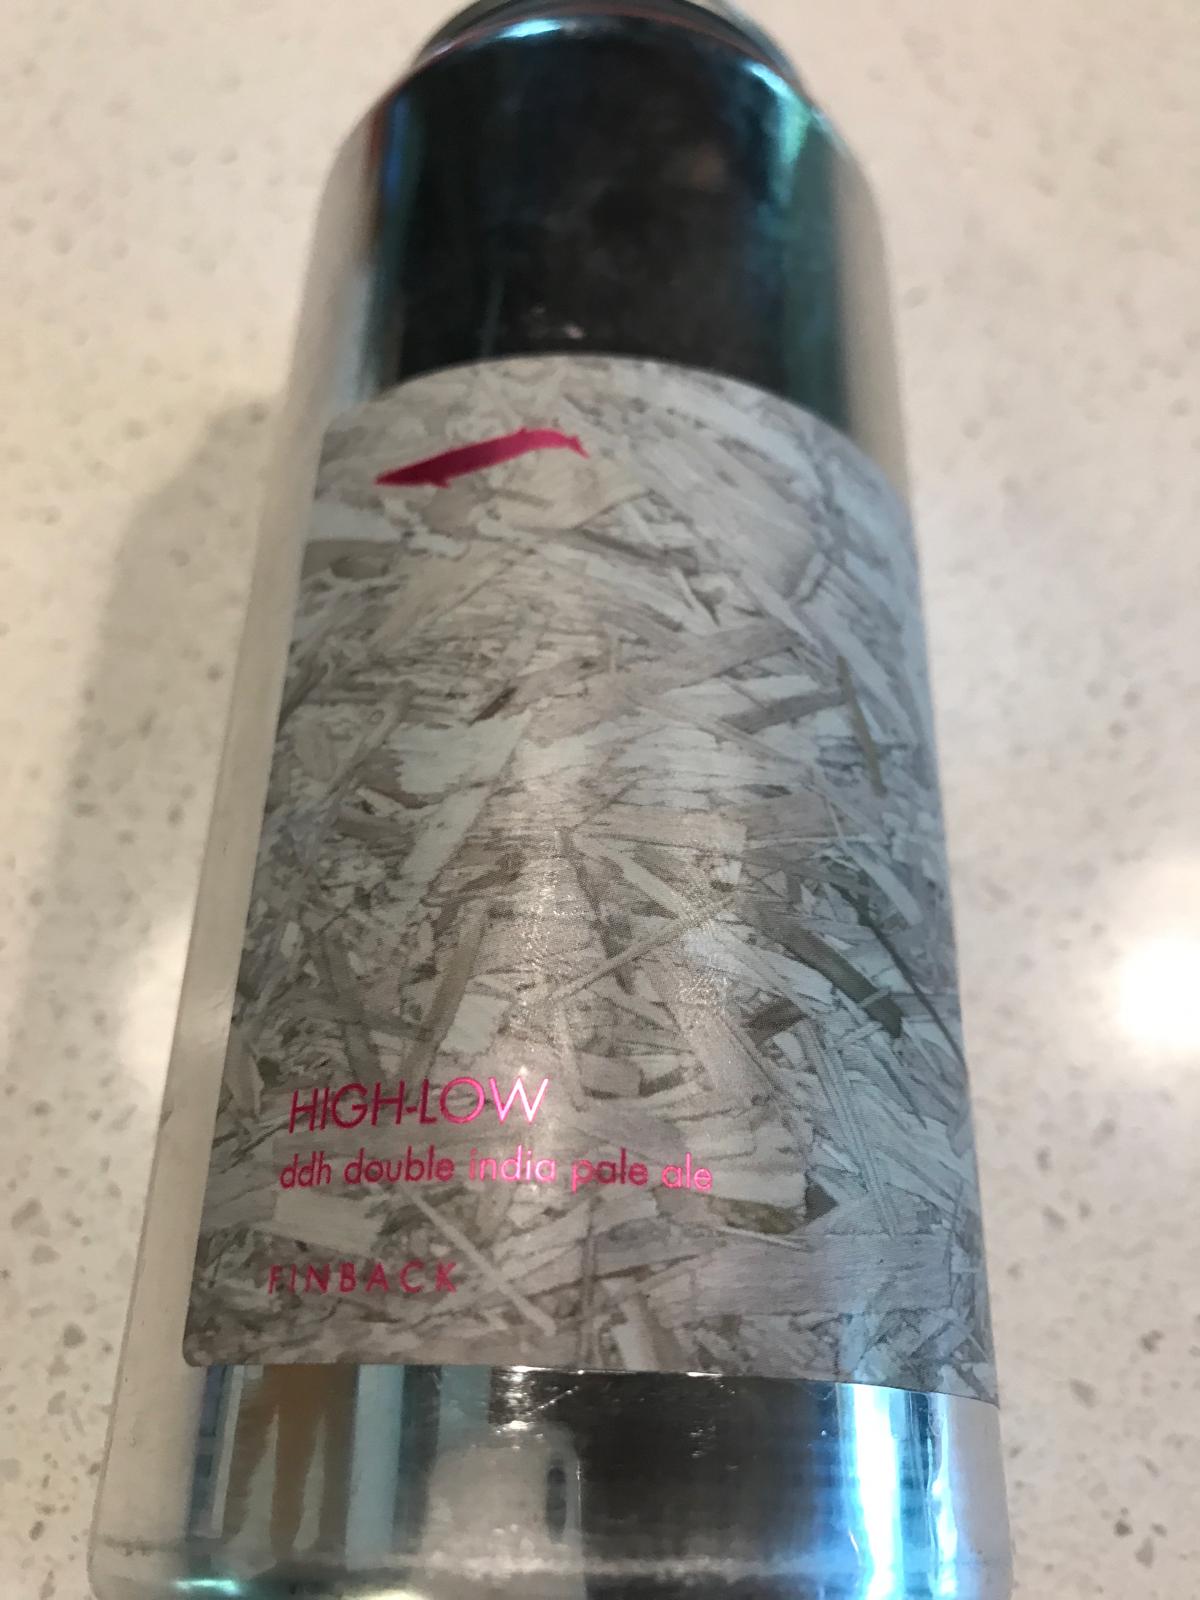 HIGH-LOW
ddh double india pale ale
FINBACK